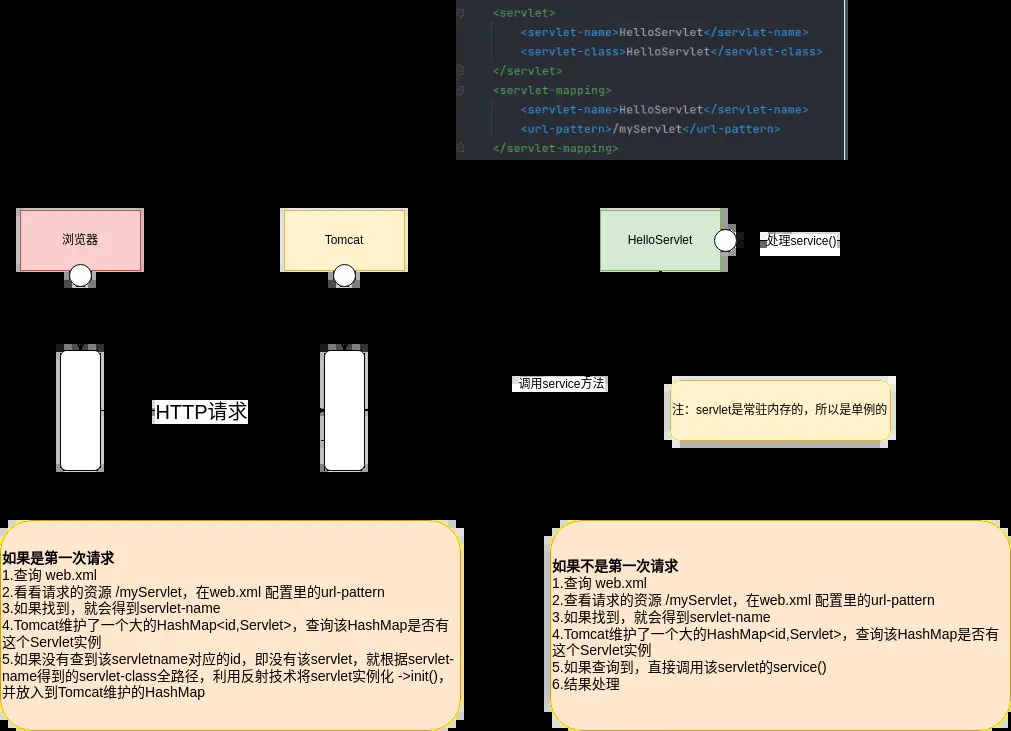 <servlet>
<servlet-name>HelloServlet</servlet-name>
<servlet-class>HelloServlet</servlet-class>
</servlet>
<servlet-mapping>
<servlet-name>HelloServlet</servlet-name>
<url-pattern>/myServlet</url-pattern>
</servlet-mapping>
浏览器
Tomcat
HelloServlet
处理service()
调用service方法
HTTP请求
注：servlet是常驻内存的，所以是单例的
如果是第一次请求
1.查询 web.xml
2.看看请求的资源 /myServlet，在web.xml 配置里的url-pattern
3.如果找到，就会得到servlet-name
4.Tomcat维护了一个大的HashMap<id,Servlet>，查询该HashMap是否有
这个Servlet实例
5.如果没有查到该servletname对应的id，即没有该servlet，就根据servlet-
name得到的servlet-class全路径，利用反射技术将servlet实例化 ->init()，
并放入到Tomcat维护的HashMap
如果不是第一次请求
1.查询 web.xml
2.查看请求的资源 /myServlet，在web.xml 配置里的url-pattern
3.如果找到，就会得到servlet-name
4.Tomcat维护了一个大的HashMap<id,Servlet>，查询该HashMap是否有
这个Servlet实例
5.如果查询到，直接调用该servlet的service()
6.结果处理